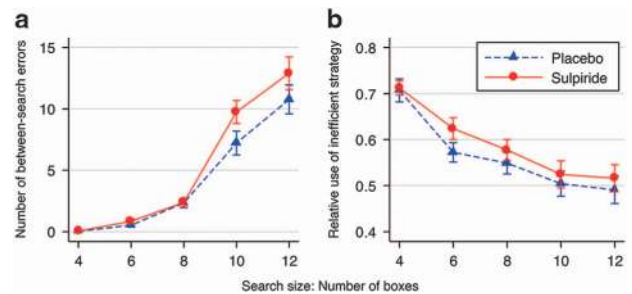 a
b
Number of between-search errors
15
10
5
0
4 6 8 10 12
Relative use of inefficient strategy
0.8
0.7
0.6
0.5
0.4
4 6 8 10 12
Placebo
Sulpiride
Search size: Number of boxes